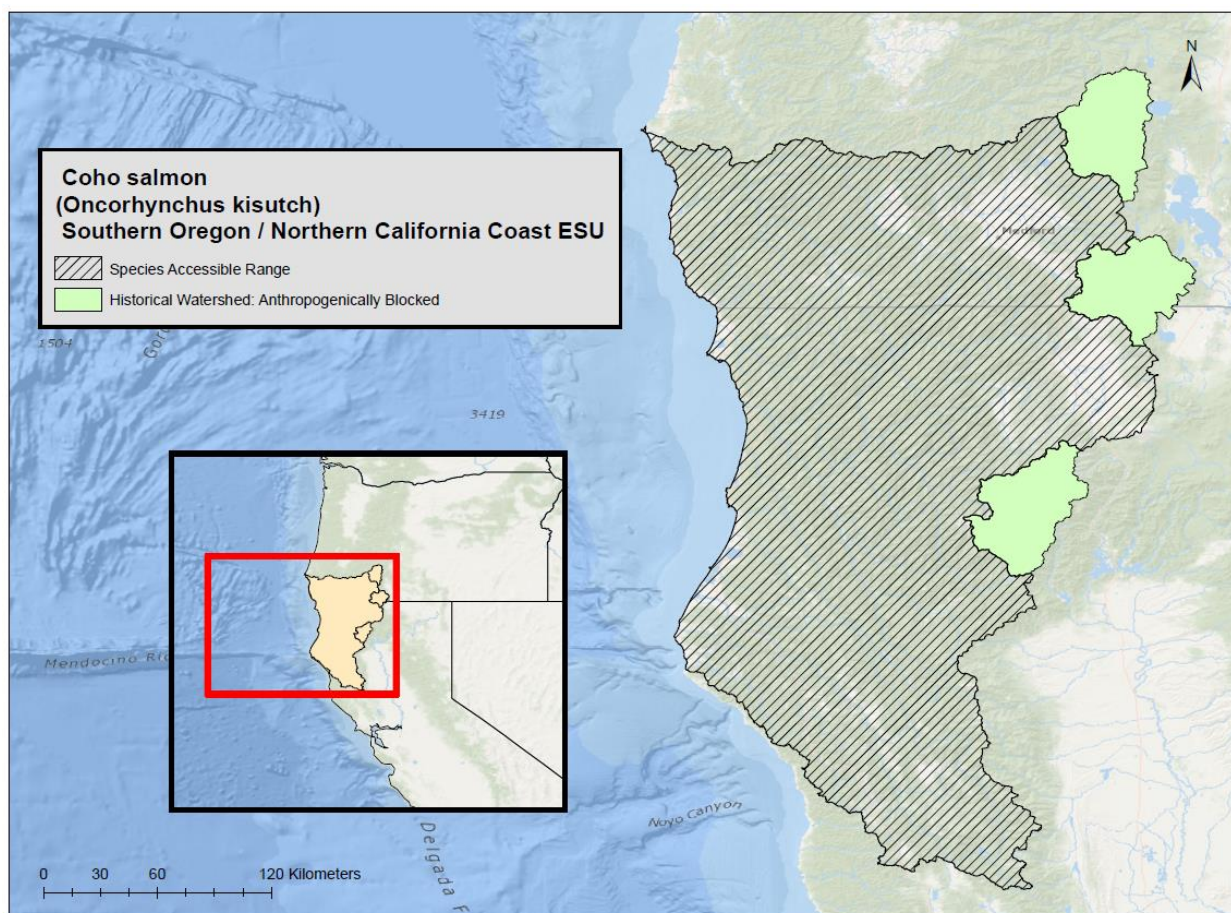 N
Coho salmon
(Oncorhynchus kisutch)
Southern Oregon / Northern California Coast ESU
Species Accessible Range
Historical Watershed: Anthropogenically Blocked
Medford
1504
3419
Mendocino
Noyo Canyon
Delgada
0 30 60 120 Kilometers